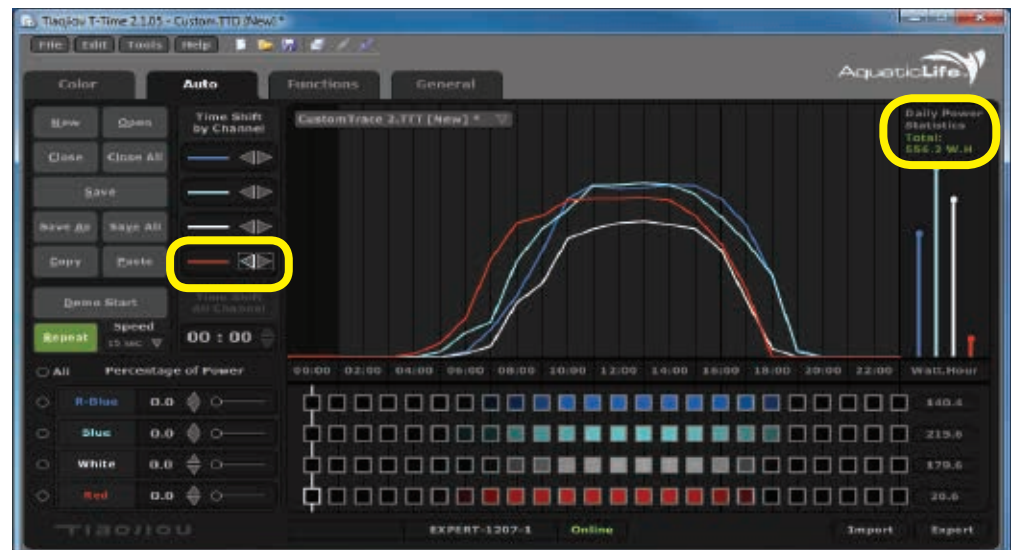 Tiaojiou T-Time 2.1.05 - Custom.TTD (New) *
File Edit Tools Help
AquaticLife
Color Auto Functions General
New Open Time Shift by Channel
CustomTrace 2.TTT [New] *
Daily Power Statistics
Total:
556.2 W.H
Close Close All
Save
Save As Save All
Copy Paste
Demo Start Time Shift All Channel
Repeat Speed 15 sec 00 : 00
All Percentage of Power
00:00 02:00 04:00 06:00 08:00 10:00 12:00 14:00 16:00 18:00 20:00 22:00 Watt.Hour
R-Blue 0.0 140.4
Blue 0.0 215.6
White 0.0 179.6
Red 0.0 20.6
TIAOJIOU EXPERT-1207-1 Online Import Export